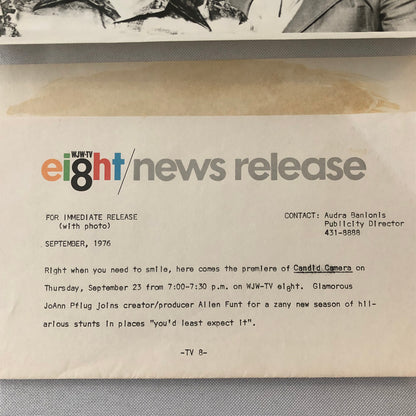 WJW-TV
ei8ht/news release
FOR IMMEDIATE RELEASE
(with photo)
SEPTEMBER, 1976
CONTACT: Audra Banionis
Publicity Director
431-8888
Right when you need to smile, here comes the premiere of Candid Camera on
Thursday, September 23 from 7:00-7:30 p.m. on WJW-TV eight. Glamorous
JoAnn Pflug joins creator/producer Allen Funt for a zany new season of hil-
arious stunts in places "you'd least expect it".
-TV 8-